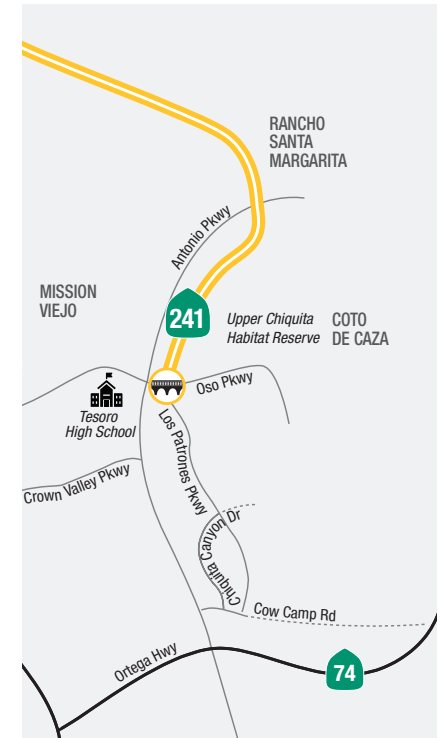 RANCHO
SANTA
MARGARITA
Antonio Pkwy
MISSION
VIEJO
241
Upper Chiquita
Habitat Reserve
COTO
DE CAZA
Oso Pkwy
Tesoro
High School
Los Patrones Pkwy
Crown Valley Pkwy
Chiquita Canyon Dr
Cow Camp Rd
Ortega Hwy
74